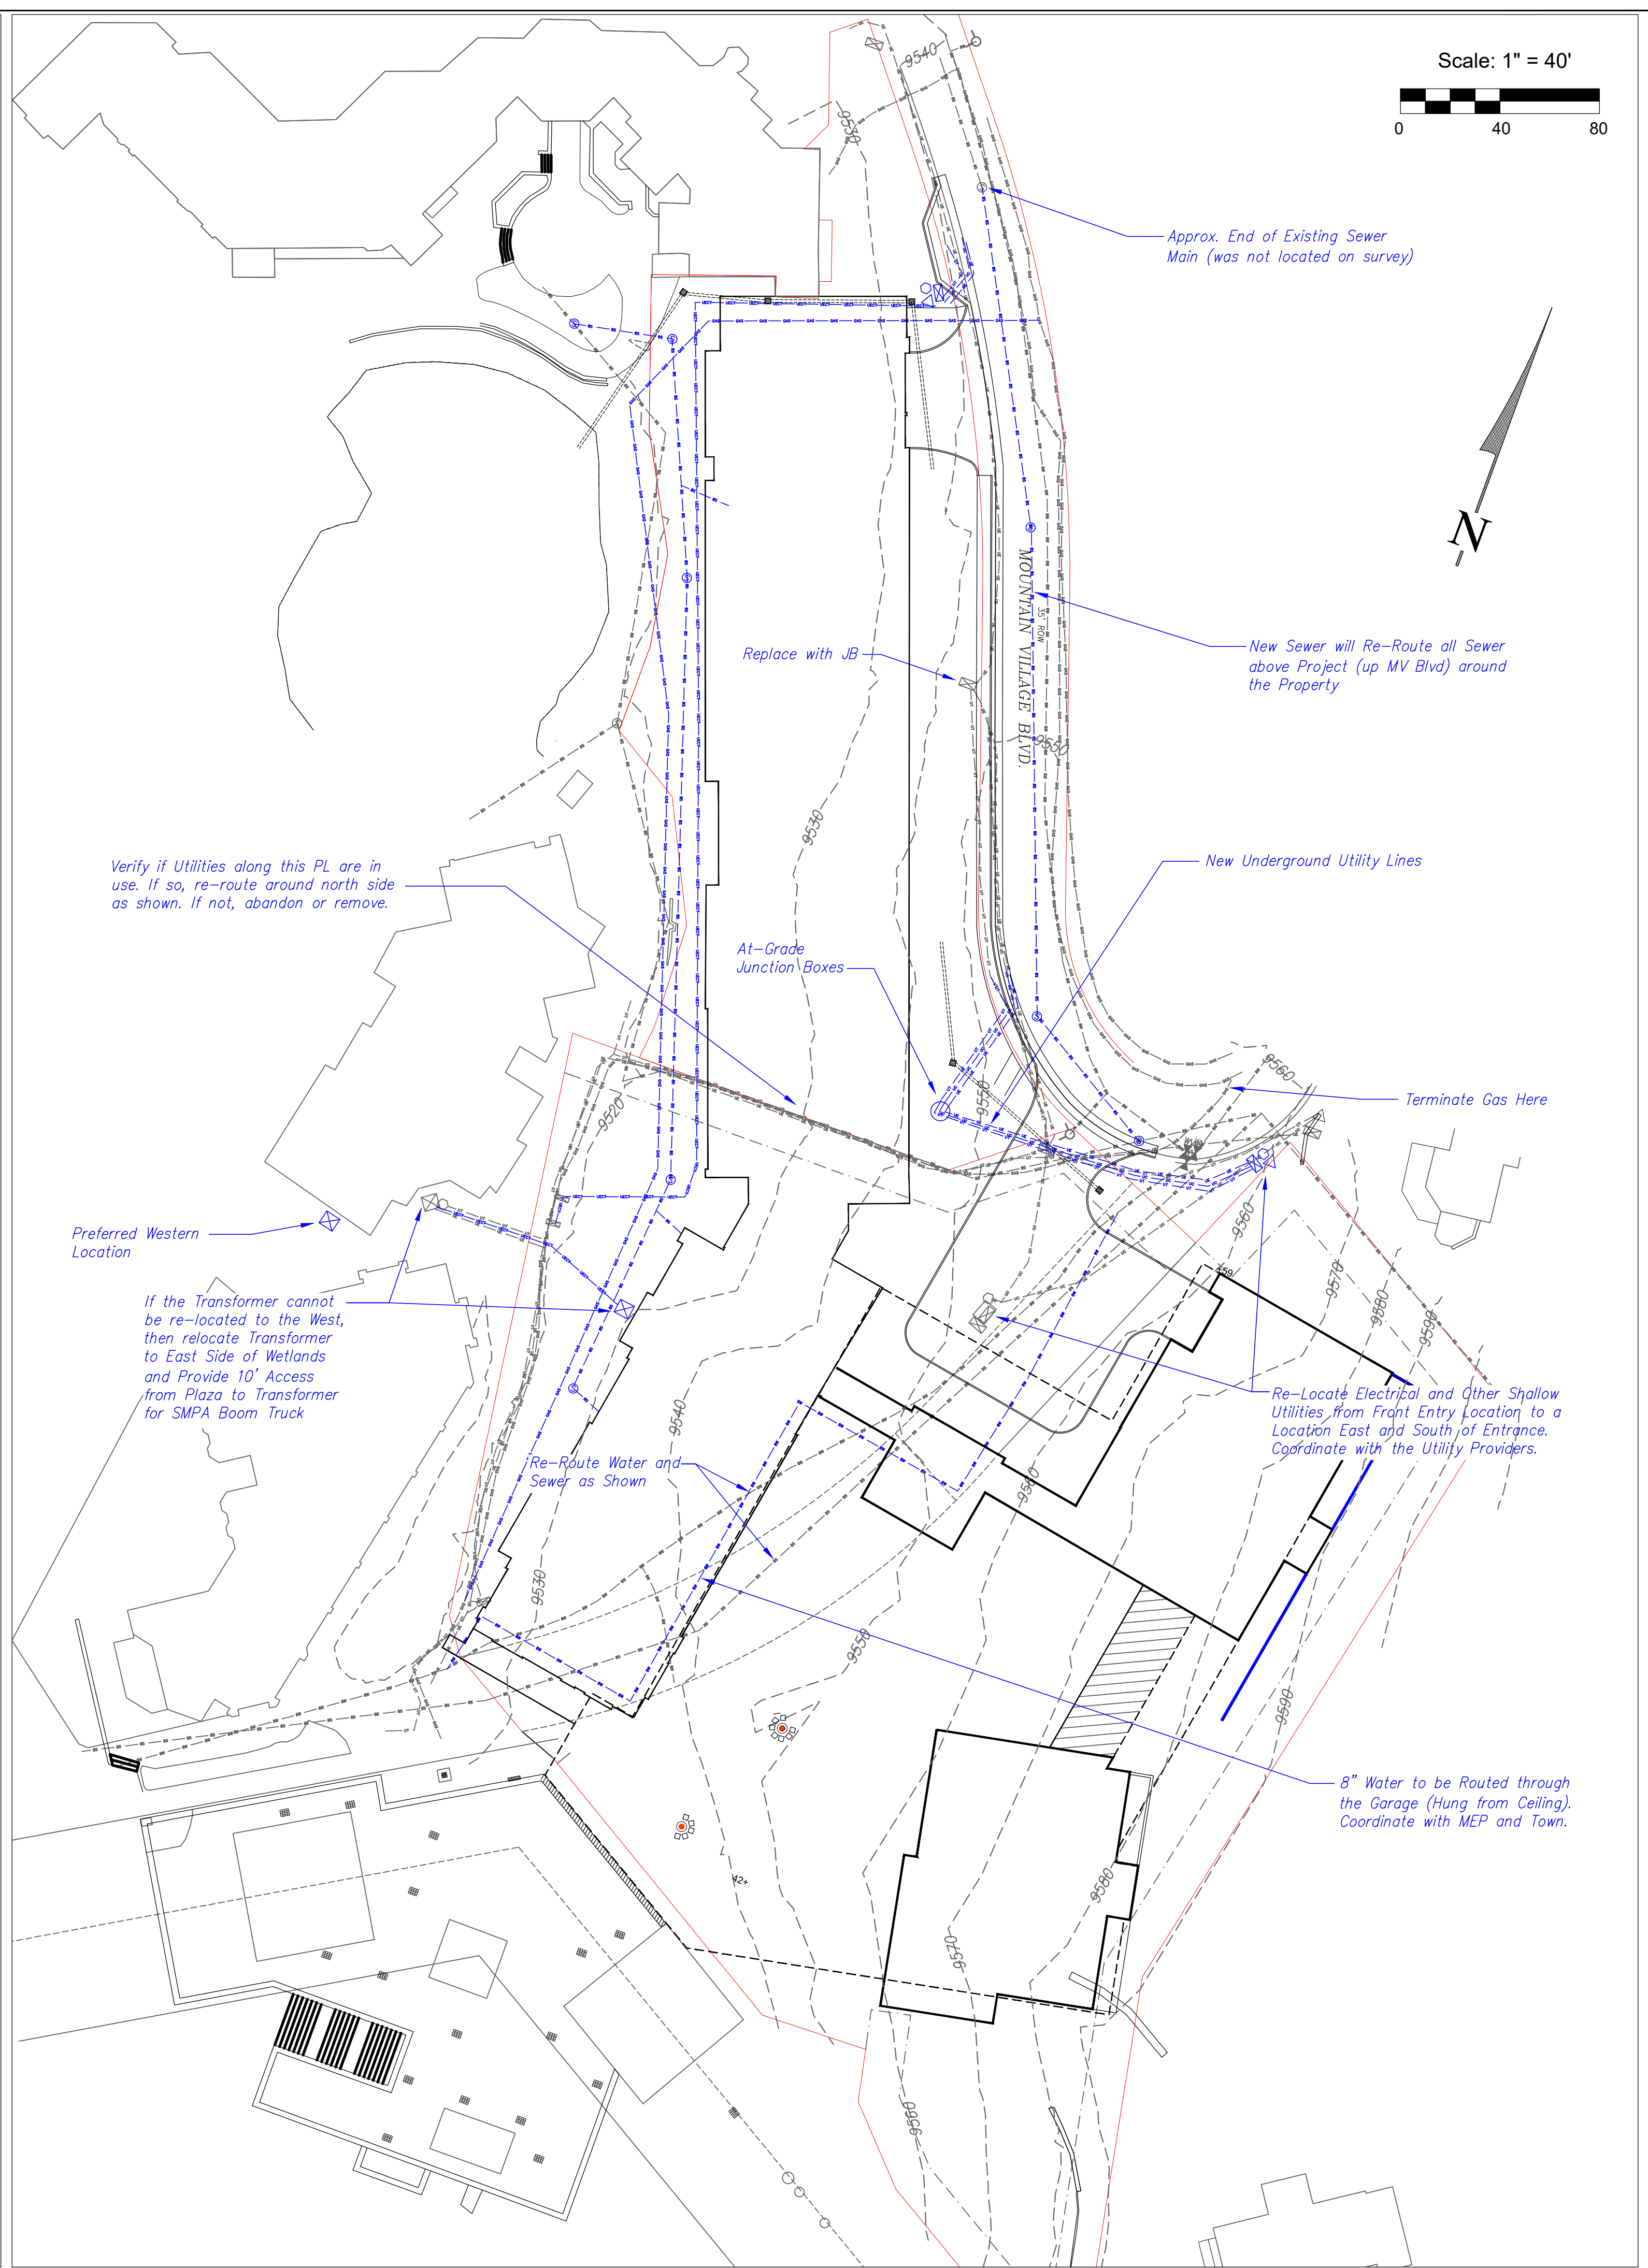 Scale: 1" = 40'
0 40 80
9540
9530
Approx. End of Existing Sewer
Main (was not located on survey)
N
MOUNTAIN VILLAGE BLVD.
35' ROW
Replace with JB
New Sewer will Re-Route all Sewer
above Project (up MV Blvd) around
the Property
9550
9530
Verify if Utilities along this PL are in
use. If so, re-route around north side
as shown. If not, abandon or remove.
New Underground Utility Lines
At-Grade
Junction Boxes
9560
9550
9520
Terminate Gas Here
Preferred Western
Location
9560
9570
9580
9590
If the Transformer cannot
be re-located to the West,
then relocate Transformer
to East Side of Wetlands
and Provide 10' Access
from Plaza to Transformer
for SMPA Boom Truck
Re-Locate Electrical and Other Shallow
Utilities from Front Entry Location to a
Location East and South of Entrance.
Coordinate with the Utility Providers.
9540
Re-Route Water and
Sewer as Shown
9560
9530
9550
9590
8" Water to be Routed through
the Garage (Hung from Ceiling).
Coordinate with MEP and Town.
42+
9580
9570
9560